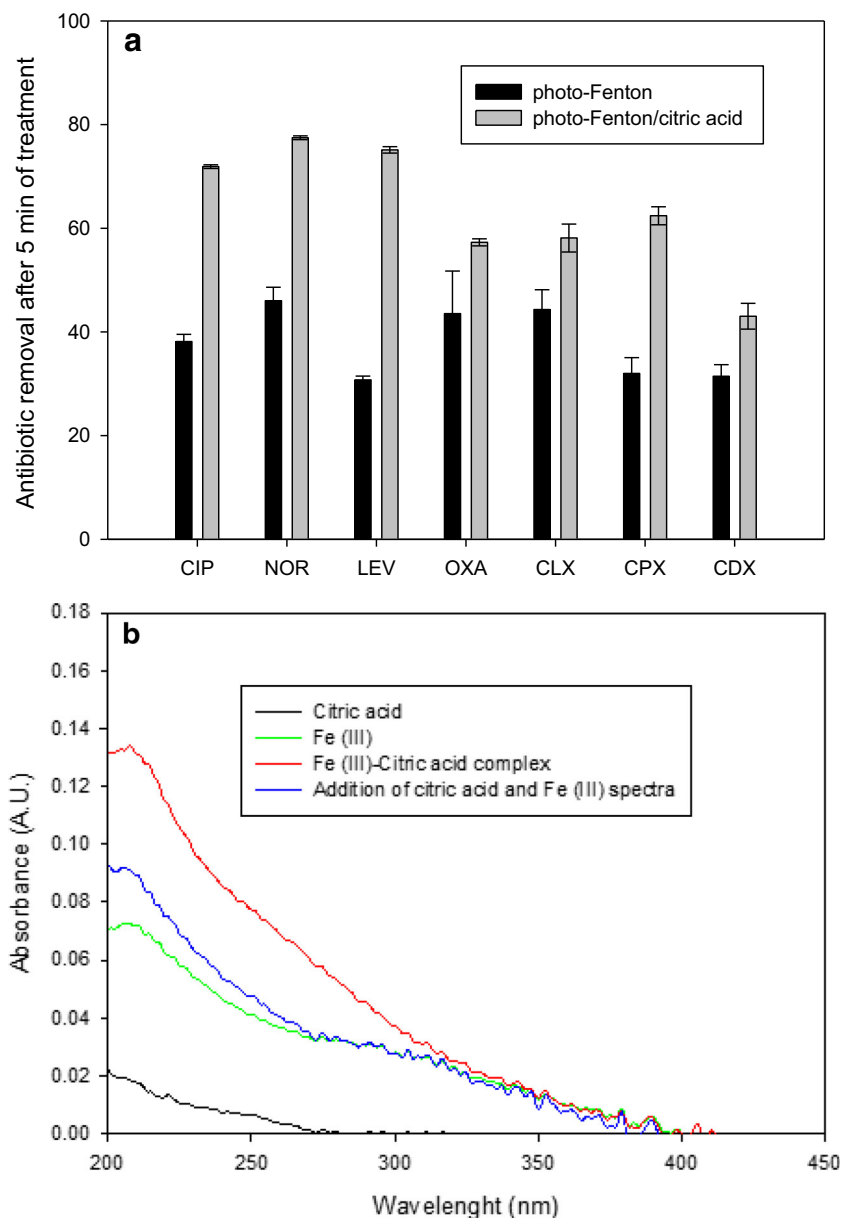 a
photo-Fenton
photo-Fenton/citric acid
Antibiotic removal after 5 min of treatment
100
80
60
40
20
0
CIP NOR LEV OXA CLX CPX CDX
b
Citric acid
Fe (III)
Fe (III)-Citric acid complex
Addition of citric acid and Fe (III) spectra
Absorbance (A.U.)
0.18
0.16
0.14
0.12
0.10
0.08
0.06
0.04
0.02
0.00
200 250 300 350 400 450
Wavelenght (nm)